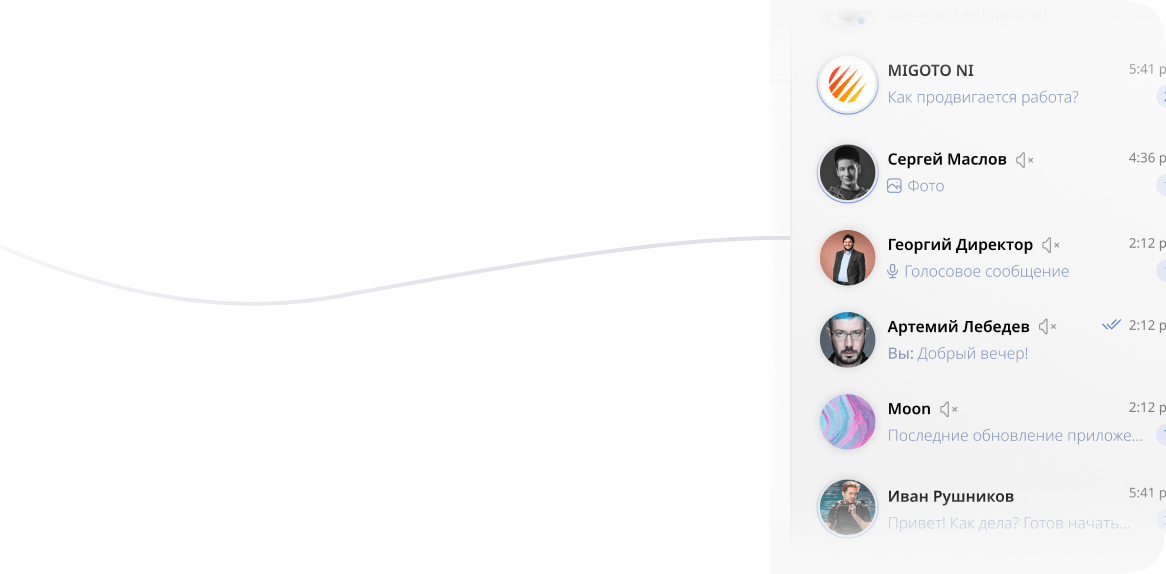 MIGOTO NI
5:41 p
Как продвигается работа?
Сергей Маслов
4:36 p
Фото
Георгий Директор
2:12 p
Голосовое сообщение
Артемий Лебедев
2:12 p
Вы: Добрый вечер!
Moon
2:12 p
Последние обновление приложе...
Иван Рушников
5:41 p
Привет! Как дела? Готов начать...